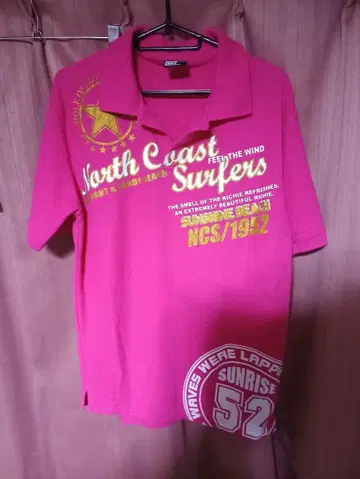 North Coast
FEEL THE WIND
Surfers
THE SMELL OF THE RICHIE REFRESHES.
AN EXTREMELY BEAUTIFUL RICHIE.
SUNSHINE BEACH
NCS/1952
WAVES WERE LAPPI
SUNRISE
52